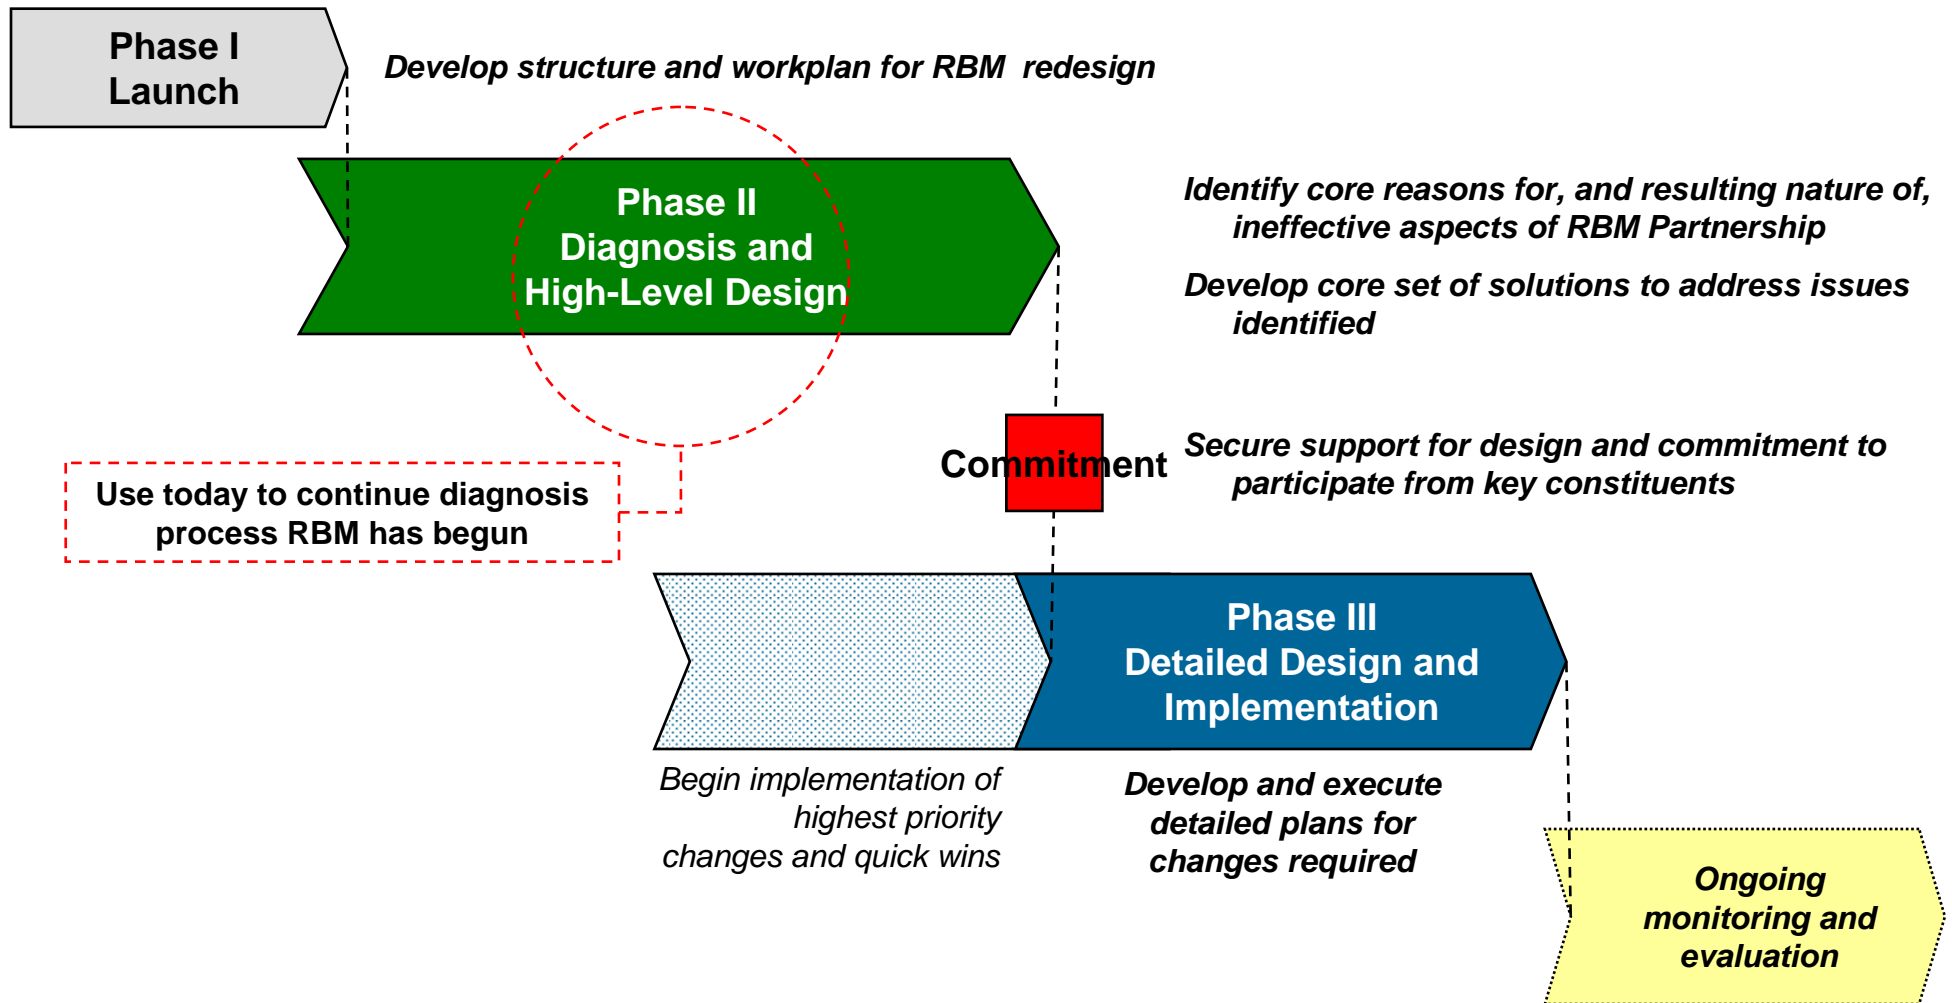 Phase I
Launch
Develop structure and workplan for RBM  redesign
Phase II
Diagnosis and
High-Level Design
Identify core reasons for, and resulting nature of,
ineffective aspects of RBM Partnership
Develop core set of solutions to address issues
identified
Commitment
Secure support for design and commitment to
participate from key constituents
Use today to continue diagnosis
process RBM has begun
Phase III
Detailed Design and
Implementation
Begin implementation of
highest priority
changes and quick wins
Develop and execute
detailed plans for
changes required
Ongoing
monitoring and
evaluation